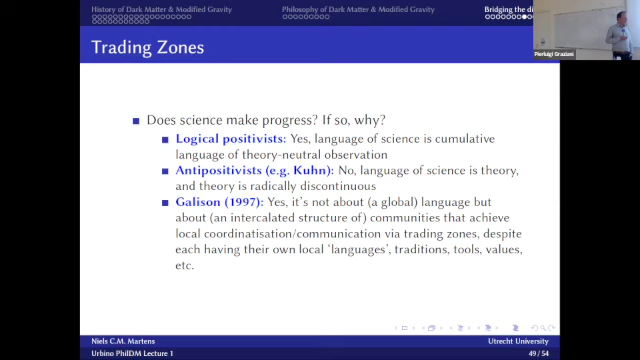 History of Dark Matter & Modified Gravity
Philosophy of Dark Matter & Modified Gravity
Bridging the di
Trading Zones
Pierluigi Graziani
Does science make progress? If so, why?
Logical positivists: Yes, language of science is cumulative
language of theory-neutral observation
Antipositivists (e.g. Kuhn): No, language of science is theory,
and theory is radically discontinuous
Galison (1997): Yes, it's not about (a global) language but
about (an intercalated structure of) communities that achieve
local coordinatisation/communication via trading zones, despite
each having their own local 'languages', traditions, tools, values,
etc.
Niels C.M. Martens
Utrecht University
Urbino PhilDM Lecture 1
49 / 54